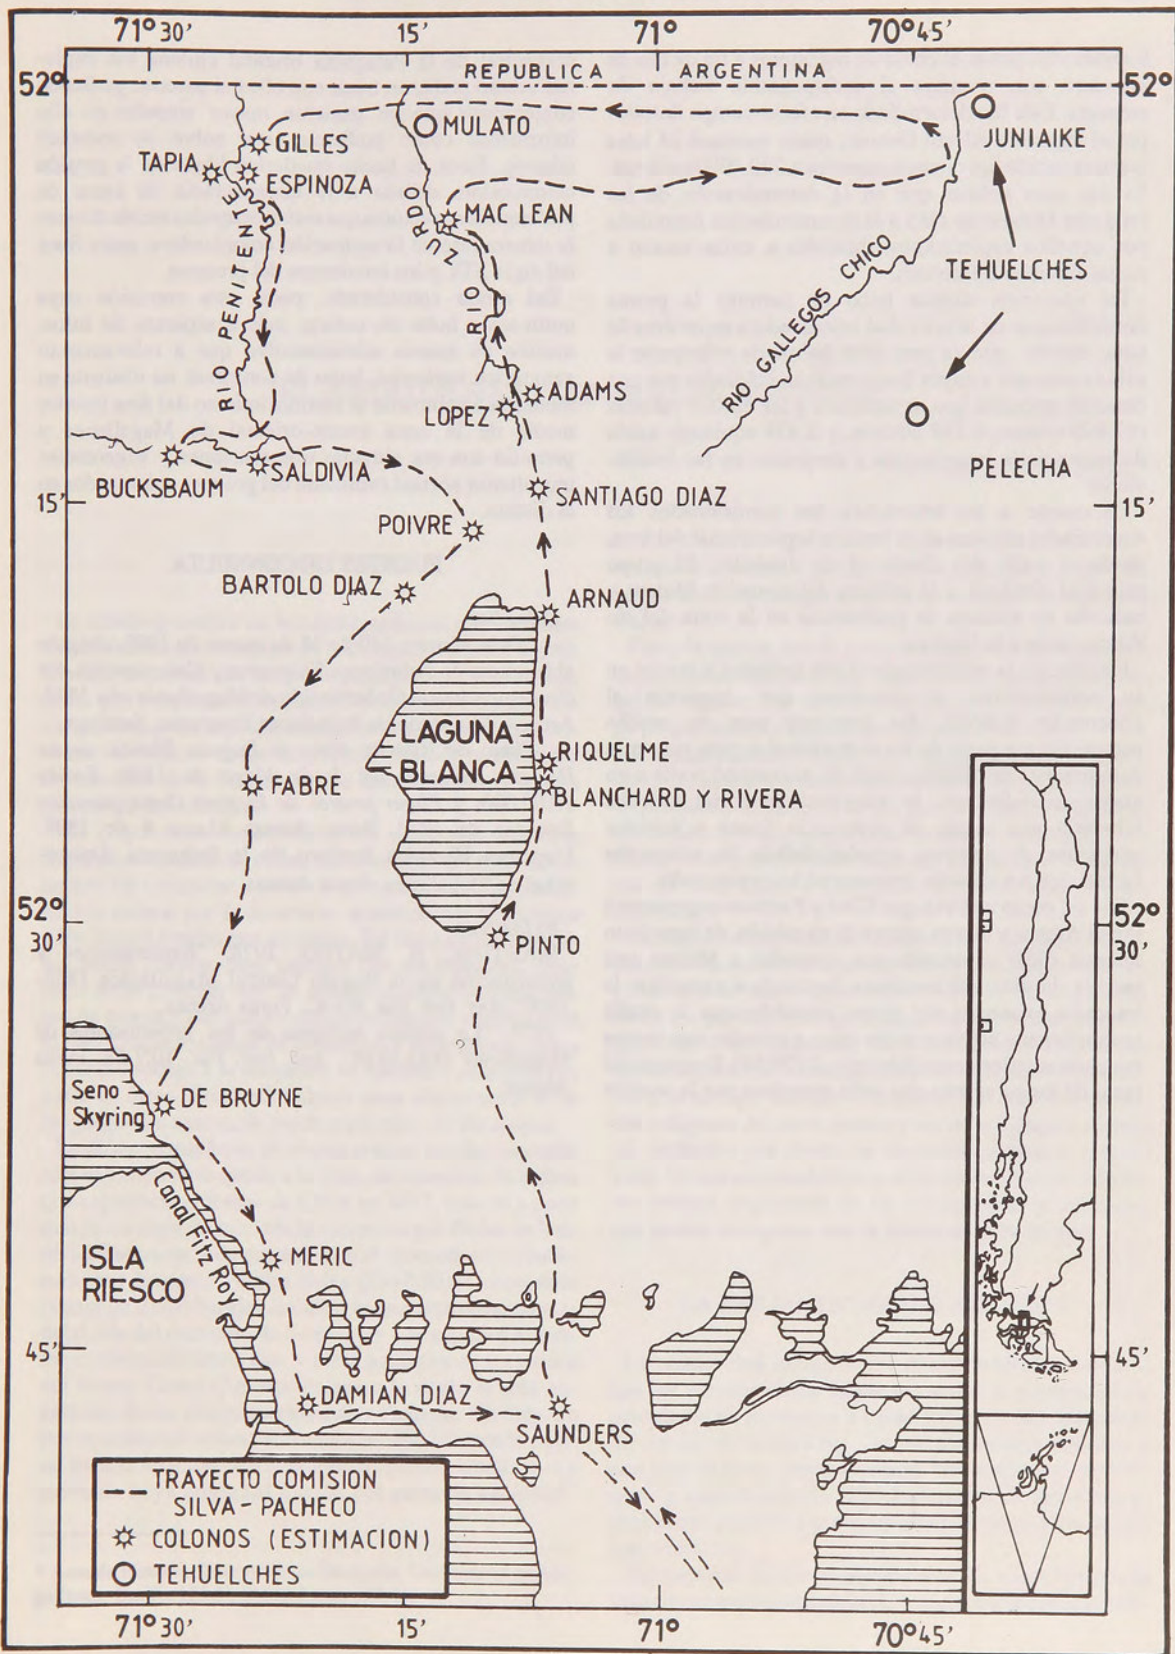 71°30' 15' 71° 70°45'
52° REPUBLICA ARGENTINA 52°
MULATO
JUNIAIKE
GILLES
TAPIA
ESPINOZA
MAC LEAN
RIO PENITENTE
RIO ZURDO
RIO GALLEGOS CHICO
TEHUELCHES
ADAMS
LOPEZ
PELECHA
SALDIVIA
BUCKSBAUM
SANTIAGO DIAZ
15' 15'
POIVRE
BARTOLO DIAZ
ARNAUD
LAGUNA
BLANCA
RIQUELME
FABRE
BLANCHARD Y RIVERA
52° 52°
30' 30'
PINTO
Seno
Skyring
DE BRUYNE
Canal Fitz Roy
ISLA
RIESCO
MERIC
45' 45'
DAMIAN DIAZ
SAUNDERS
TRAYECTO COMISION
SILVA-PACHECO
COLONOS (ESTIMACION)
TEHUELCHES
71°30' 15' 71° 70°45'